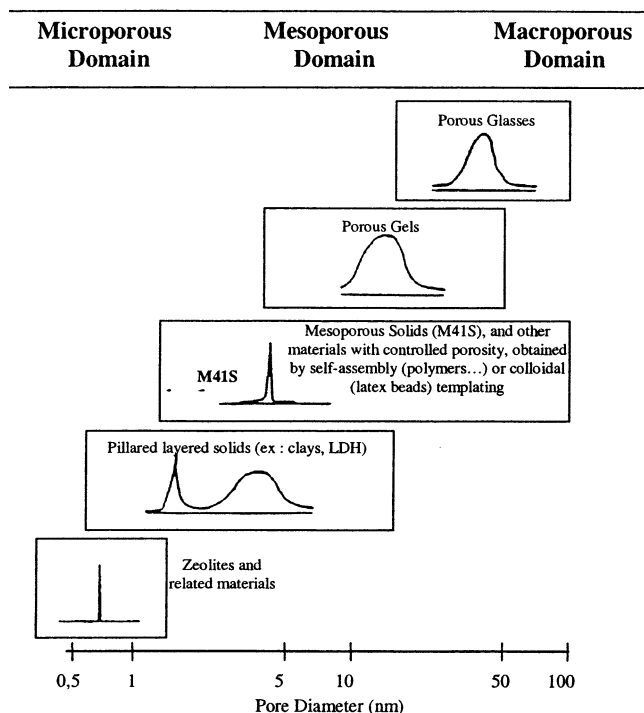 Microporous Domain
Mesoporous Domain
Macroporous Domain
Porous Glasses
Porous Gels
Mesoporous Solids (M41S), and other
materials with controlled porosity, obtained
by self-assembly (polymers…) or colloidal
(latex beads) templating
M41S
Pillared layered solids (ex : clays, LDH)
Zeolites and
related materials
0,5 1 5 10 50 100
Pore Diameter (nm)